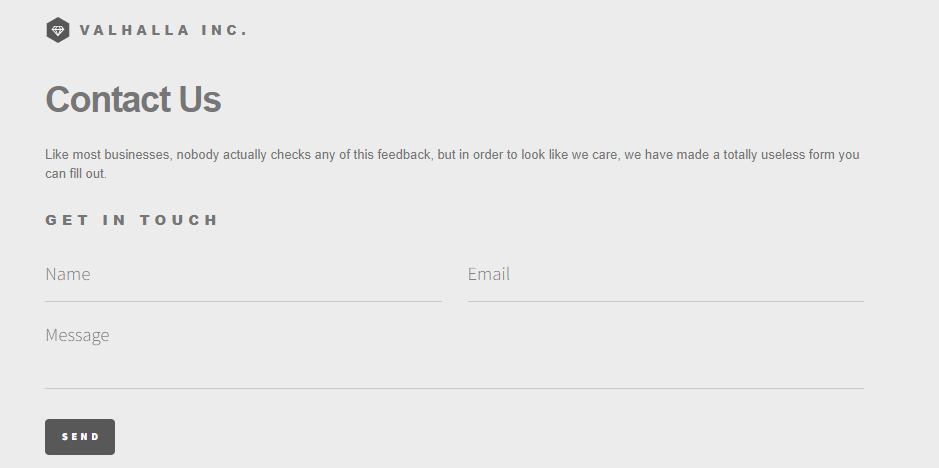 VALHALLA INC.
Contact Us
Like most businesses, nobody actually checks any of this feedback, but in order to look like we care, we have made a totally useless form you
can fill out.
GET IN TOUCH
Name Email
Message
SEND